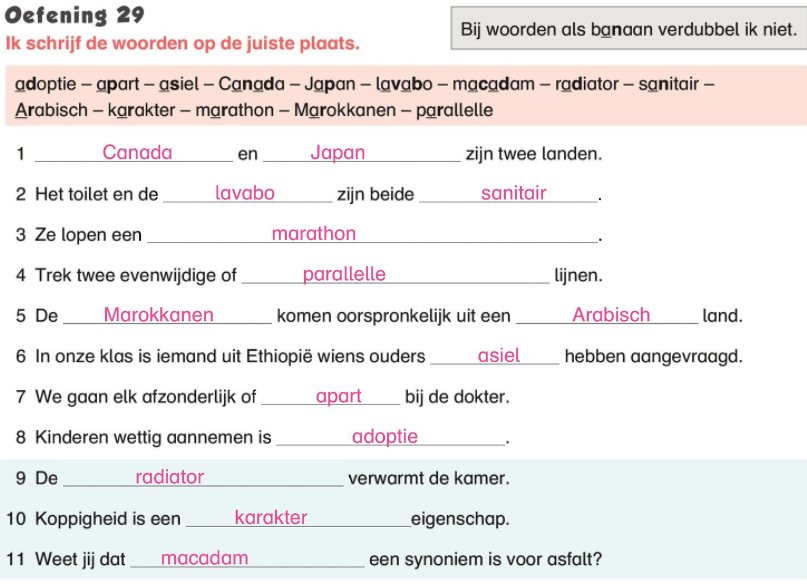 Oefening 29
Bij woorden als banaan verdubbel ik niet.
Ik schrijf de woorden op de juiste plaats.
adoptie – apart – asiel – Canada – Japan – lavabo – macadam – radiator – sanitair –
Arabisch – karakter – marathon – Marokkanen – parallelle
1 Canada en Japan zijn twee landen.
2 Het toilet en de lavabo zijn beide sanitair.
3 Ze lopen een marathon.
4 Trek twee evenwijdige of parallelle lijnen.
5 De Marokkanen komen oorspronkelijk uit een Arabisch land.
6 In onze klas is iemand uit Ethiopië wiens ouders asiel hebben aangevraagd.
7 We gaan elk afzonderlijk of apart bij de dokter.
8 Kinderen wettig aannemen is adoptie.
9 De radiator verwarmt de kamer.
10 Koppigheid is een karakter eigenschap.
11 Weet jij dat macadam een synoniem is voor asfalt?